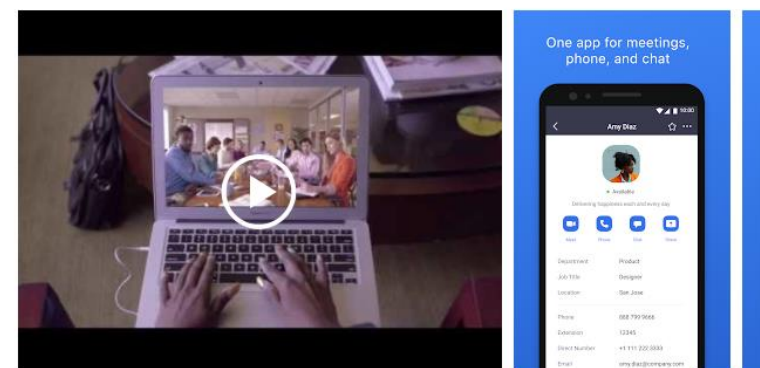 One app for meetings,
phone, and chat
10:00
Amy Diaz
Available
Delivering happiness each and every day
Meet
Phone
Chat
Department Product
Job Title Designer
Location San Jose
Phone 888 799 9666
Extension 12345
Direct Number +1 111 222 3333
Email amy.diaz@company.com